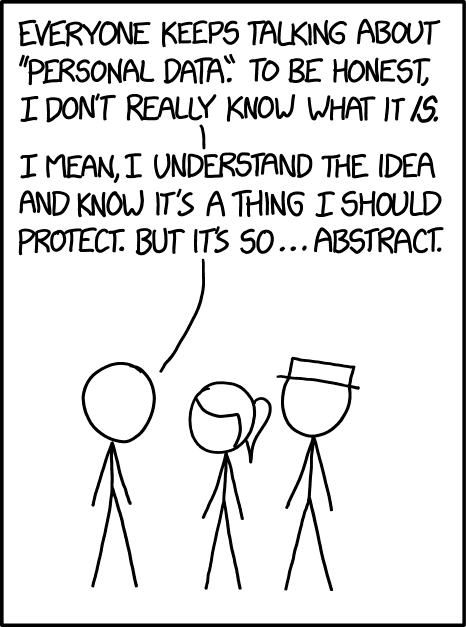 EVERYONE KEEPS TALKING ABOUT
"PERSONAL DATA." TO BE HONEST,
I DON'T REALLY KNOW WHAT IT IS.
I MEAN, I UNDERSTAND THE IDEA
AND KNOW IT'S A THING I SHOULD
PROTECT. BUT IT'S SO... ABSTRACT.